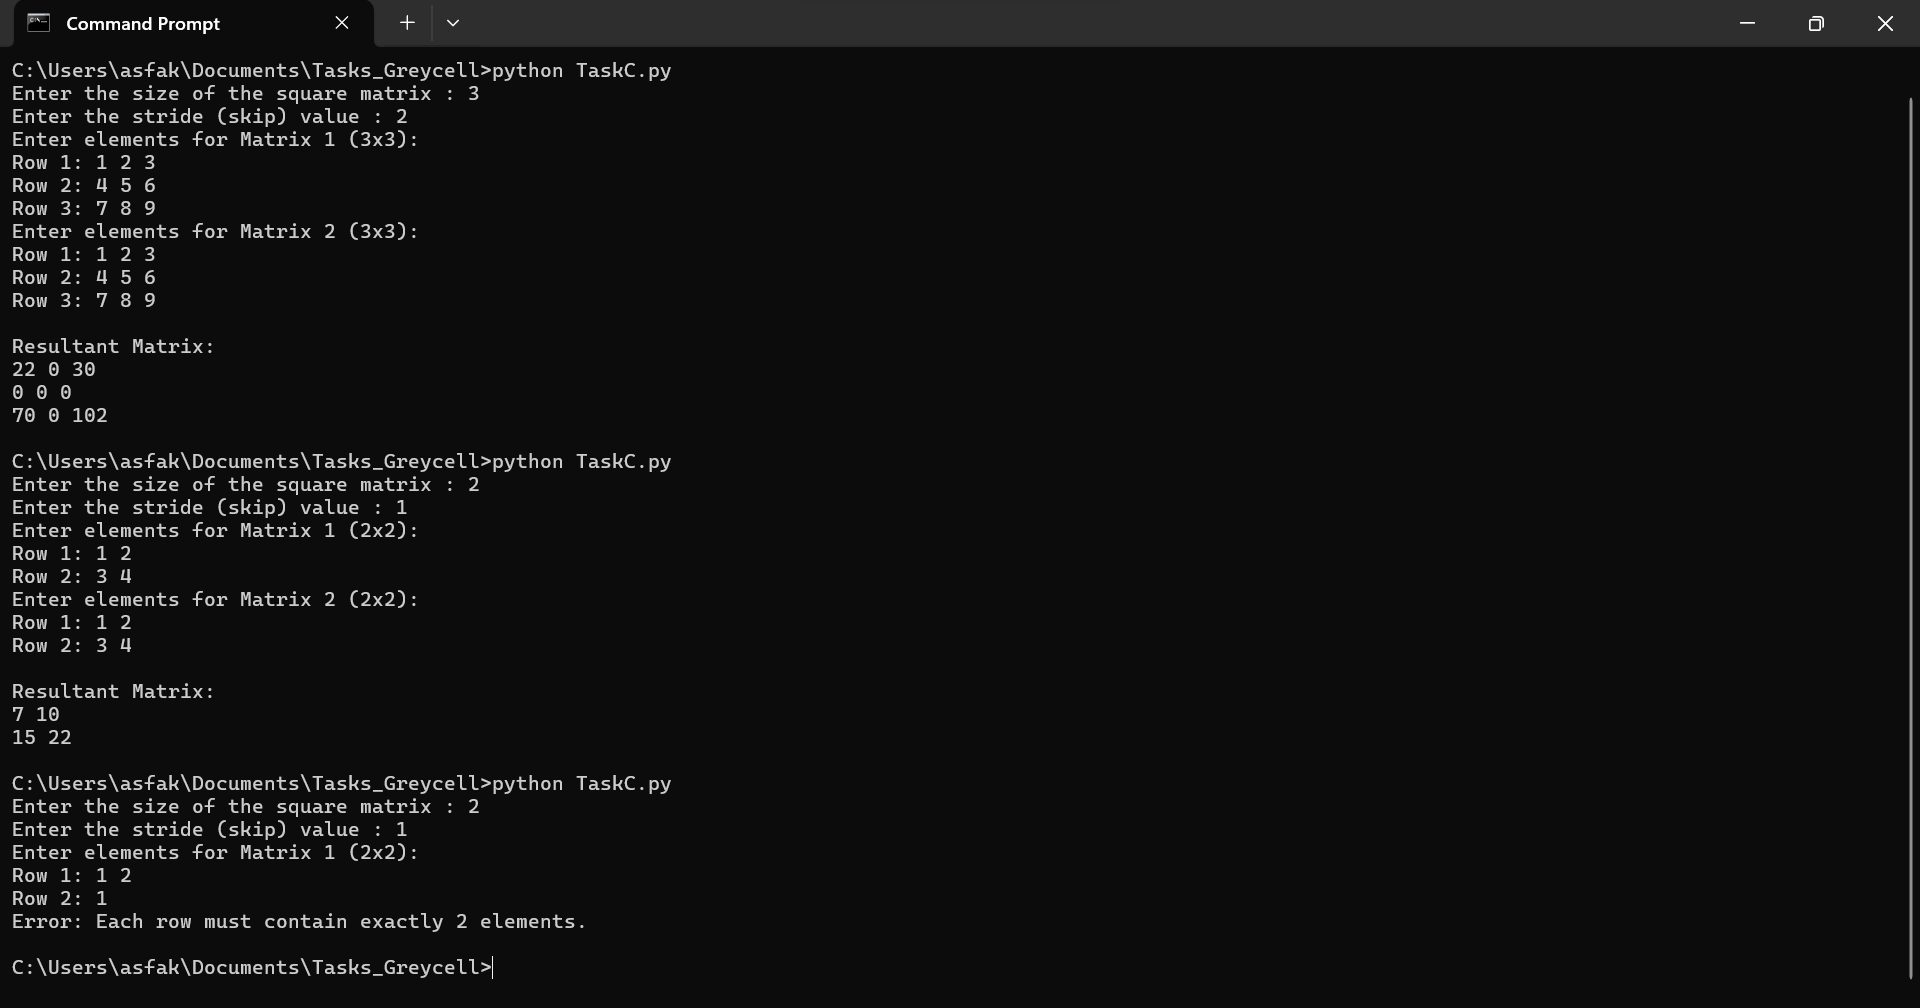 Command Prompt
C:\Users\asfak\Documents\Tasks_Greycell>python TaskC.py
Enter the size of the square matrix : 3
Enter the stride (skip) value : 2
Enter elements for Matrix 1 (3x3):
Row 1: 1 2 3
Row 2: 4 5 6
Row 3: 7 8 9
Enter elements for Matrix 2 (3x3):
Row 1: 1 2 3
Row 2: 4 5 6
Row 3: 7 8 9
Resultant Matrix:
22 0 30
0 0 0
70 0 102
C:\Users\asfak\Documents\Tasks_Greycell>python TaskC.py
Enter the size of the square matrix : 2
Enter the stride (skip) value : 1
Enter elements for Matrix 1 (2x2):
Row 1: 1 2
Row 2: 3 4
Enter elements for Matrix 2 (2x2):
Row 1: 1 2
Row 2: 3 4
Resultant Matrix:
7 10
15 22
C:\Users\asfak\Documents\Tasks_Greycell>python TaskC.py
Enter the size of the square matrix : 2
Enter the stride (skip) value : 1
Enter elements for Matrix 1 (2x2):
Row 1: 1 2
Row 2: 1
Error: Each row must contain exactly 2 elements.
C:\Users\asfak\Documents\Tasks_Greycell>